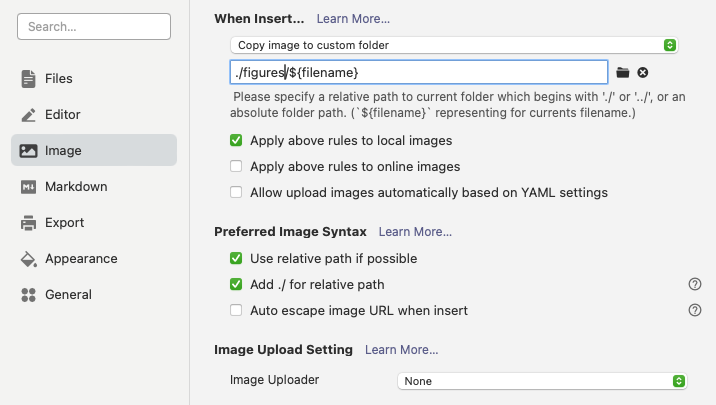 Search...
Files
Editor
Image
Markdown
Export
Appearance
General
When Insert... Learn More...
Copy image to custom folder
./figures/${filename}
Please specify a relative path to current folder which begins with './' or '../', or an
absolute folder path. (`${filename}` representing for currents filename.)
Apply above rules to local images
Apply above rules to online images
Allow upload images automatically based on YAML settings
Preferred Image Syntax Learn More...
Use relative path if possible
Add ./ for relative path
Auto escape image URL when insert
Image Upload Setting Learn More...
Image Uploader None